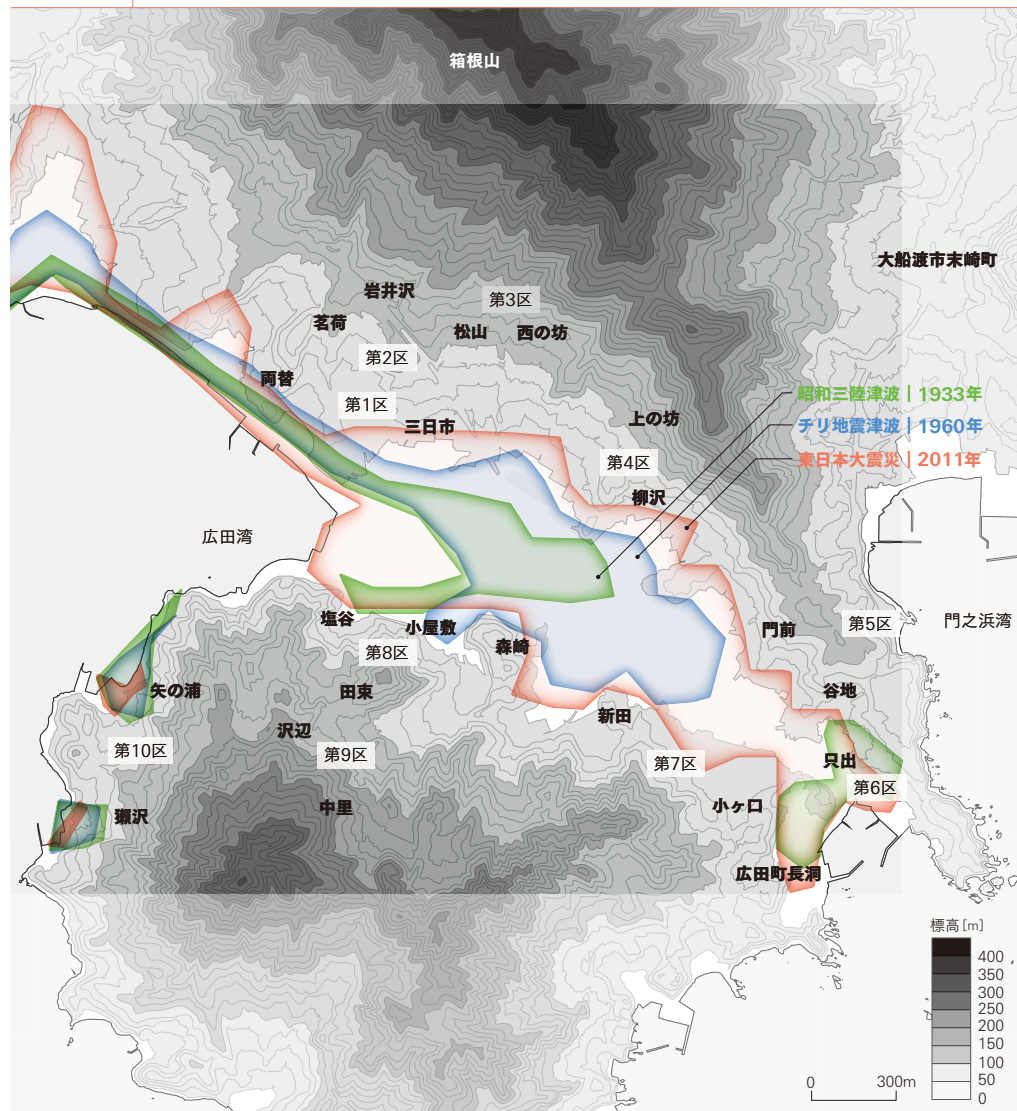 箱根山
大船渡市末崎町
岩井沢
第3区
茗荷
松山
西の坊
第2区
両替
昭和三陸津波｜1933年
第1区
三日市
上の坊
チリ地震津波｜1960年
第4区
東日本大震災｜2011年
柳沢
広田湾
塩谷
小屋敷
門前
第5区
門之浜湾
森崎
第8区
矢の浦
田束
谷地
新田
沢辺
第10区
第9区
第7区
只出
第6区
獺沢
中里
小ヶ口
広田町長洞
標高［m］
400
350
300
250
200
150
100
50
0
0
300m